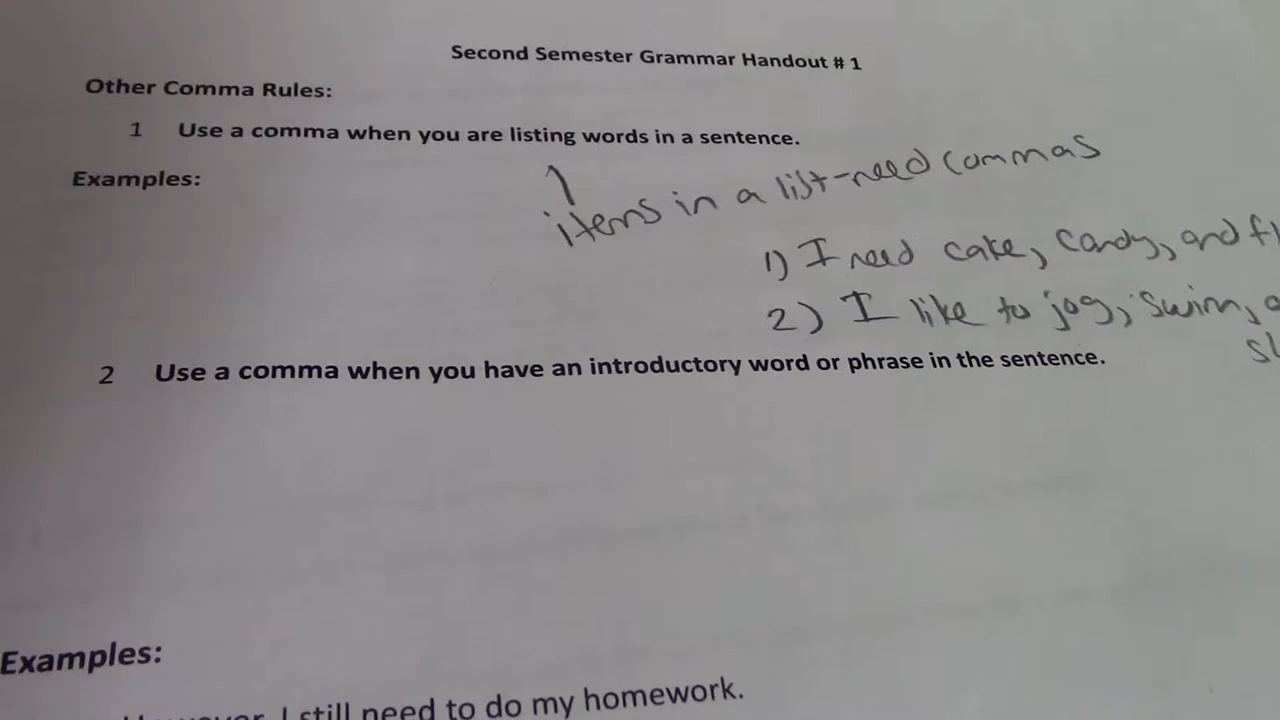 Second Semester Grammar Handout # 1
Other Comma Rules:
1 Use a comma when you are listing words in a sentence.
Examples:
items in a list-need commas
1) I need cake, candy, and
2) I like to jog, swim,
2 Use a comma when you have an introductory word or phrase in the sentence.
Examples:
However, I still need to do my homework.